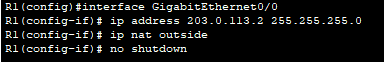 R1(config)#interface GigabitEthernet0/0
R1(config-if)# ip address 203.0.113.2 255.255.255.0
R1(config-if)# ip nat outside
R1(config-if)# no shutdown